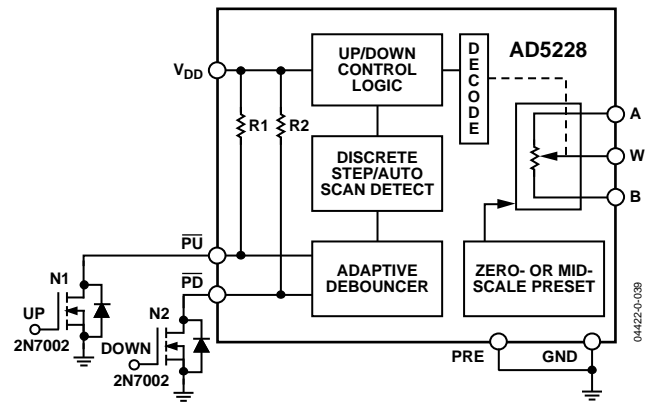 UP/DOWN
CONTROL
LOGIC
DECODE
AD5228
VDD
R1
R2
A
W
B
DISCRETE
STEP/AUTO
SCAN DETECT
PU
PD
ADAPTIVE
DEBOUNCER
ZERO- OR MID-
SCALE PRESET
N1
UP
2N7002
N2
DOWN
2N7002
PRE
GND
04422-0-039